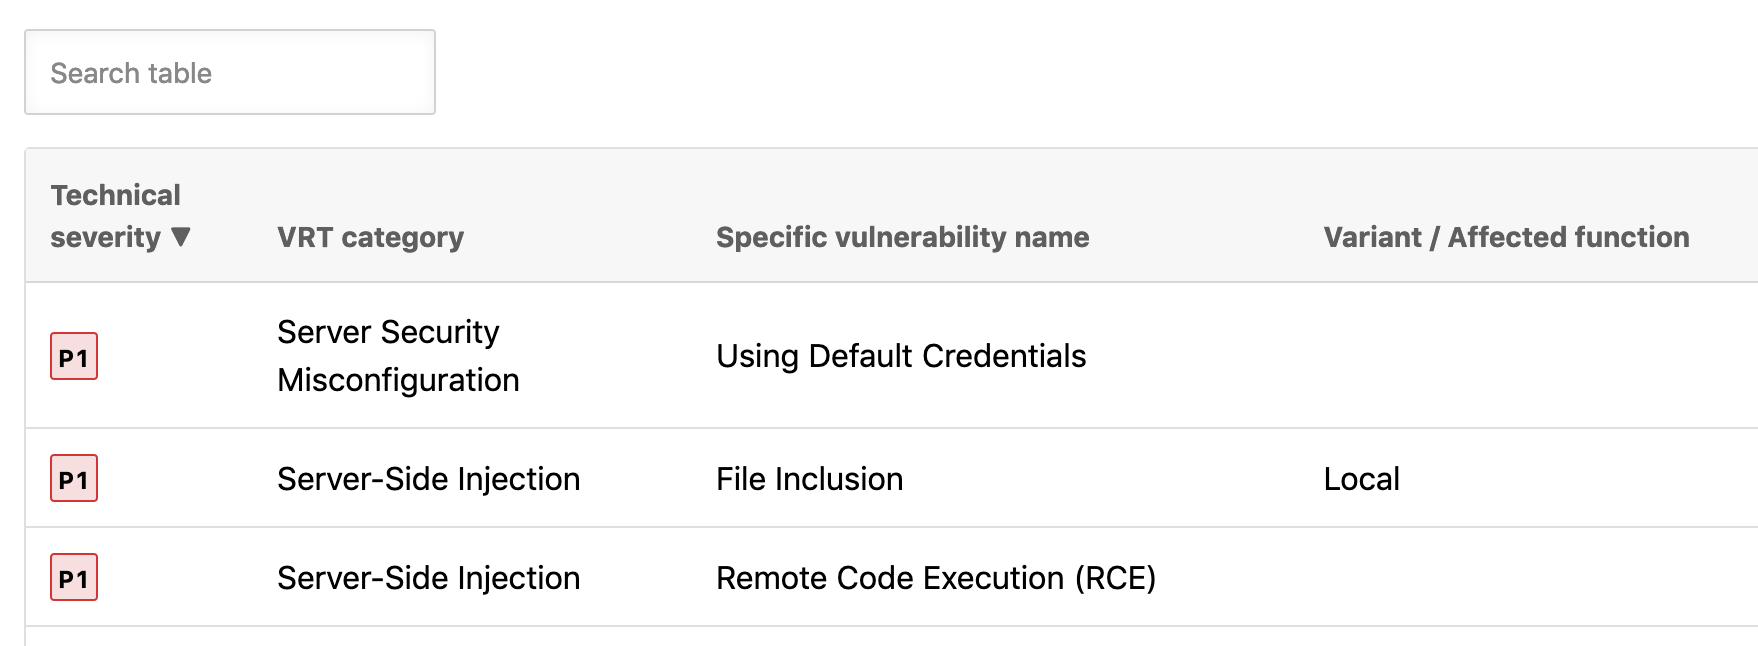 Search table
Technical
severity ▼
VRT category
Specific vulnerability name
Variant / Affected function
P1
Server Security
Misconfiguration
Using Default Credentials
P1
Server-Side Injection
File Inclusion
Local
P1
Server-Side Injection
Remote Code Execution (RCE)